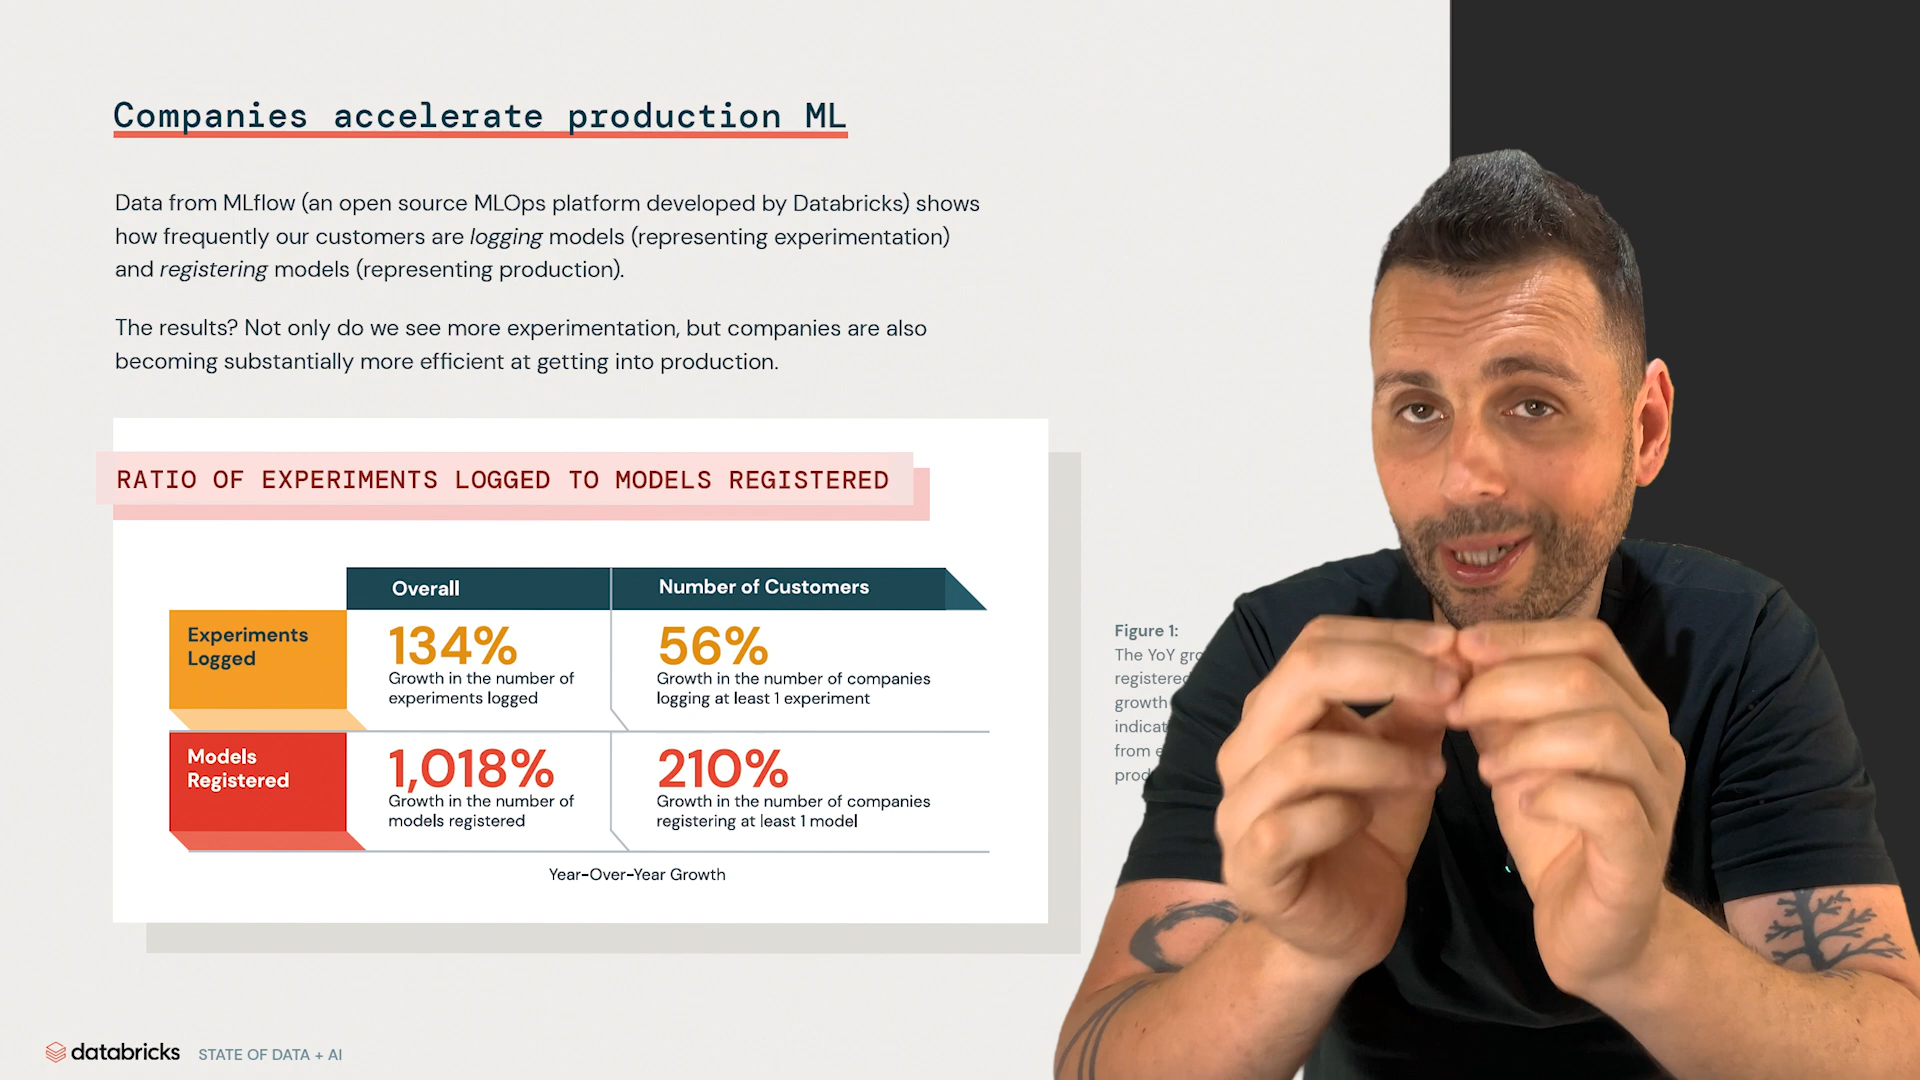 Companies accelerate production ML
Data from MLflow (an open source MLOps platform developed by Databricks) shows
how frequently our customers are logging models (representing experimentation)
and registering models (representing production).
The results? Not only do we see more experimentation, but companies are also
becoming substantially more efficient at getting into production.
RATIO OF EXPERIMENTS LOGGED TO MODELS REGISTERED
Overall
Number of Customers
Experiments
Logged
134%
Growth in the number of
experiments logged
56%
Growth in the number of companies
logging at least 1 experiment
Models
Registered
1,018%
Growth in the number of
models registered
210%
Growth in the number of companies
registering at least 1 model
Year-Over-Year Growth
Figure 1:
The YoY
registered
growth
from
databricks
STATE OF DATA + AI